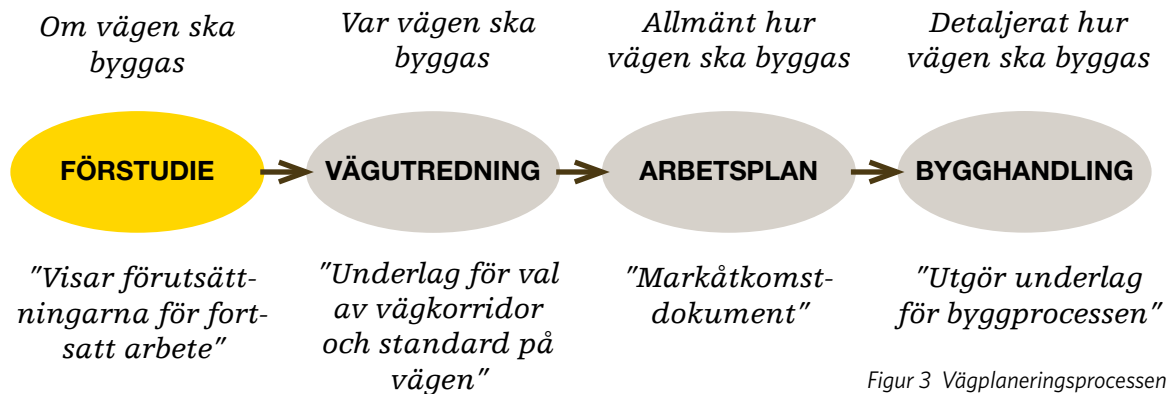 Om vägen ska
byggas
Var vägen ska
byggas
Allmänt hur
vägen ska byggas
Detaljerat hur
vägen ska byggas
FÖRSTUDIE
VÄGUTREDNING
ARBETSPLAN
BYGGHANDLING
"Visar förutsätt-
ningarna för fort-
satt arbete"
"Underlag för val
av vägkorridor
och standard på
vägen"
"Markåtkomst-
dokument"
"Utgör underlag
för byggprocessen"
Figur 3 Vägplaneringsprocessen